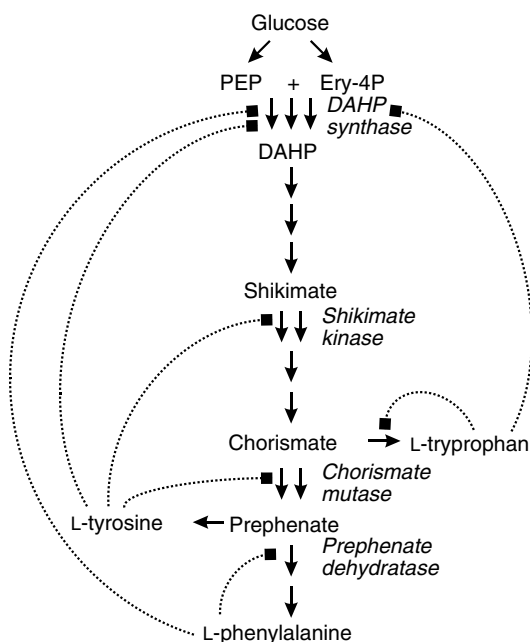 Glucose
PEP + Ery-4P
DAHP
synthase
DAHP
Shikimate
Shikimate
kinase
Chorismate
L-tryprophan
Chorismate
mutase
L-tyrosine
Prephenate
Prephenate
dehydratase
L-phenylalanine